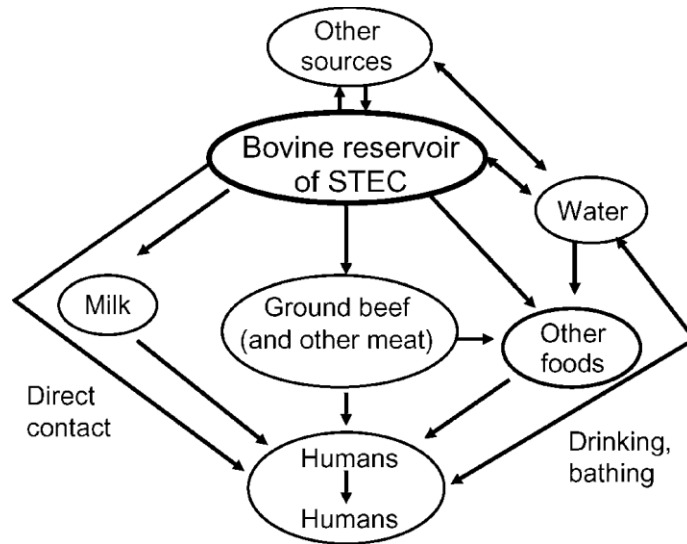 Other
sources
Bovine reservoir
of STEC
Water
Milk
Ground beef
(and other meat)
Other
foods
Direct
contact
Drinking,
bathing
Humans
Humans